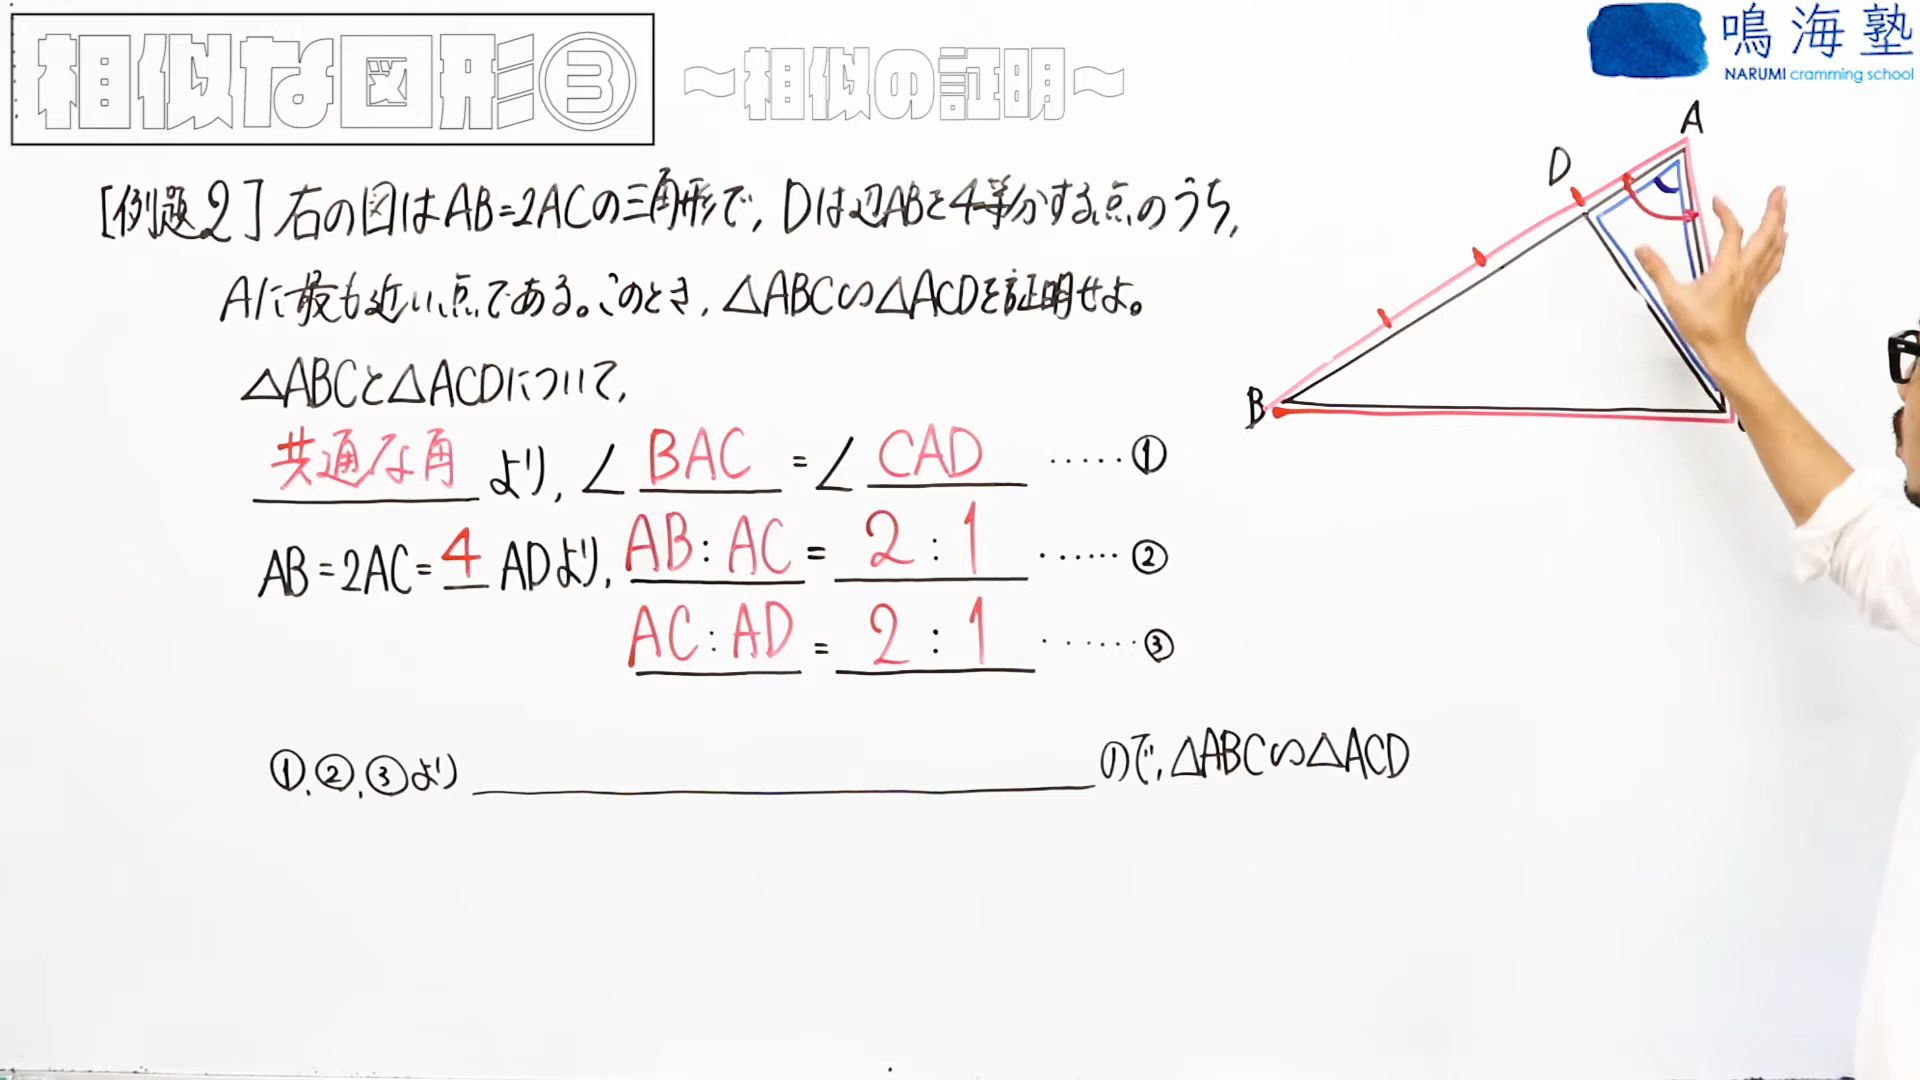 相似な図形③
～相似の証明～
鳴海塾
NARUMI cramming school
[例題2] 右の図はAB=2ACの三角形で, Dは辺ABを4等分する点のうち,
Aに最も近い点である。このとき, △ABC∽△ACDを証明せよ。
△ABCと△ACDについて,
共通な角より, ∠BAC=∠CAD ・・・・・①
AB=2AC=4ADより, AB:AC=2:1 ・・・・・・②
AC:AD=2:1 ・・・・・・③
①,②,③より ので, △ABC∽△ACD
A
D
B